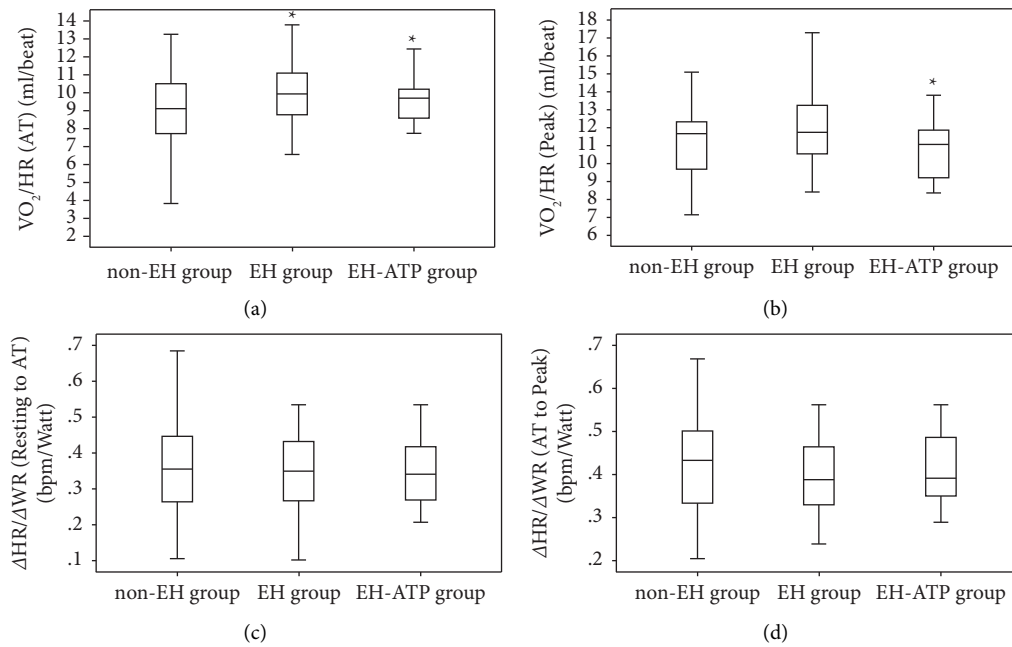 14
13
12
11
10
9
8
7
6
5
4
3
2
VO₂/HR (AT) (ml/beat)
*
*
non-EH group
EH group
EH-ATP group
(a)
18
17
16
15
14
13
12
11
10
9
8
7
6
VO₂/HR (Peak) (ml/beat)
*
non-EH group
EH group
EH-ATP group
(b)
.7
.6
.5
.4
.3
.2
.1
ΔHR/ΔWR (Resting to AT)
(bpm/Watt)
non-EH group
EH group
EH-ATP group
(c)
.7
.6
.5
.4
.3
.2
ΔHR/ΔWR (AT to Peak)
(bpm/Watt)
non-EH group
EH group
EH-ATP group
(d)